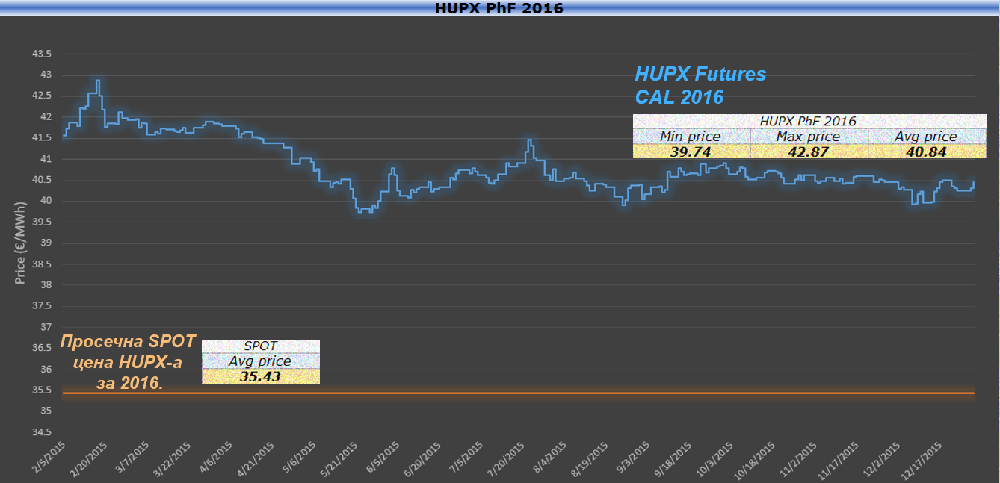 HUPX PhF 2016
43.5
43
42.5
42
41.5
41
40.5
40
39.5
39
38.5
38
37.5
37
36.5
36
35.5
35
34.5
Price (€/MWh)
HUPX Futures
CAL 2016
HUPX PhF 2016
Min price Max price Avg price
39.74 42.87 40.84
Просечна SPOT
цена HUPX-а
за 2016.
SPOT
Avg price
35.43
2/5/2015 2/20/2015 3/7/2015 3/22/2015 4/6/2015 4/21/2015 5/6/2015 5/21/2015 6/5/2015 6/20/2015 7/5/2015 7/20/2015 8/4/2015 8/19/2015 9/3/2015 9/18/2015 10/3/2015 10/18/2015 11/2/2015 11/17/2015 12/2/2015 12/17/2015